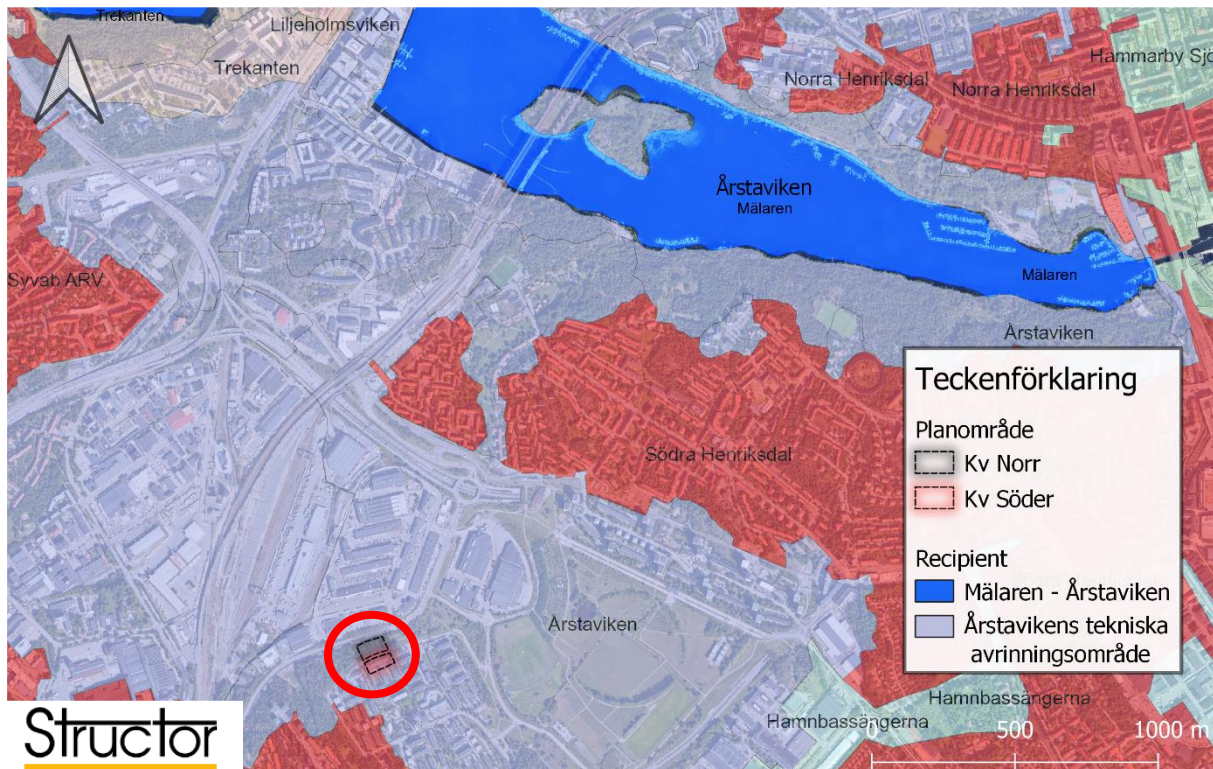 Trekanten
Liljeholmsviken
Trekanten
Hammarby Sjö
Norra Henriksdal
Norra Henriksdal
Årstaviken
Mälaren
Mälaren
Syvab ARV
Årstaviken
Södra Henriksdal
Årstaviken
Teckenförklaring
Planområde
Kv Norr
Kv Söder
Recipient
Mälaren - Årstaviken
Årstavikens tekniska
avrinningsområde
Hamnbassängerna
Hamnbassängerna
0 500 1000 m
Structor